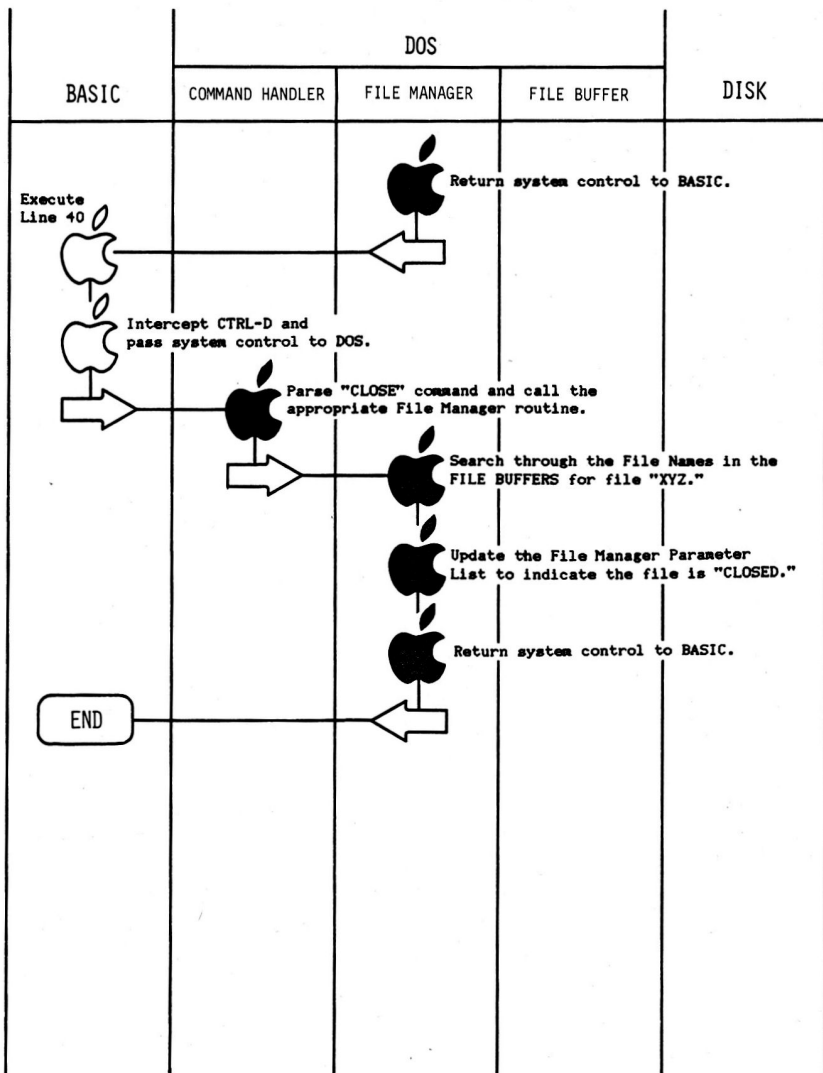 DOS
BASIC
COMMAND HANDLER
FILE MANAGER
FILE BUFFER
DISK
Return system control to BASIC.
Execute
Line 40
Intercept CTRL-D and
pass system control to DOS.
Parse "CLOSE" command and call the
appropriate File Manager routine.
Search through the File Names in the
FILE BUFFERS for file "XYZ."
Update the File Manager Parameter
List to indicate the file is "CLOSED."
Return system control to BASIC.
END